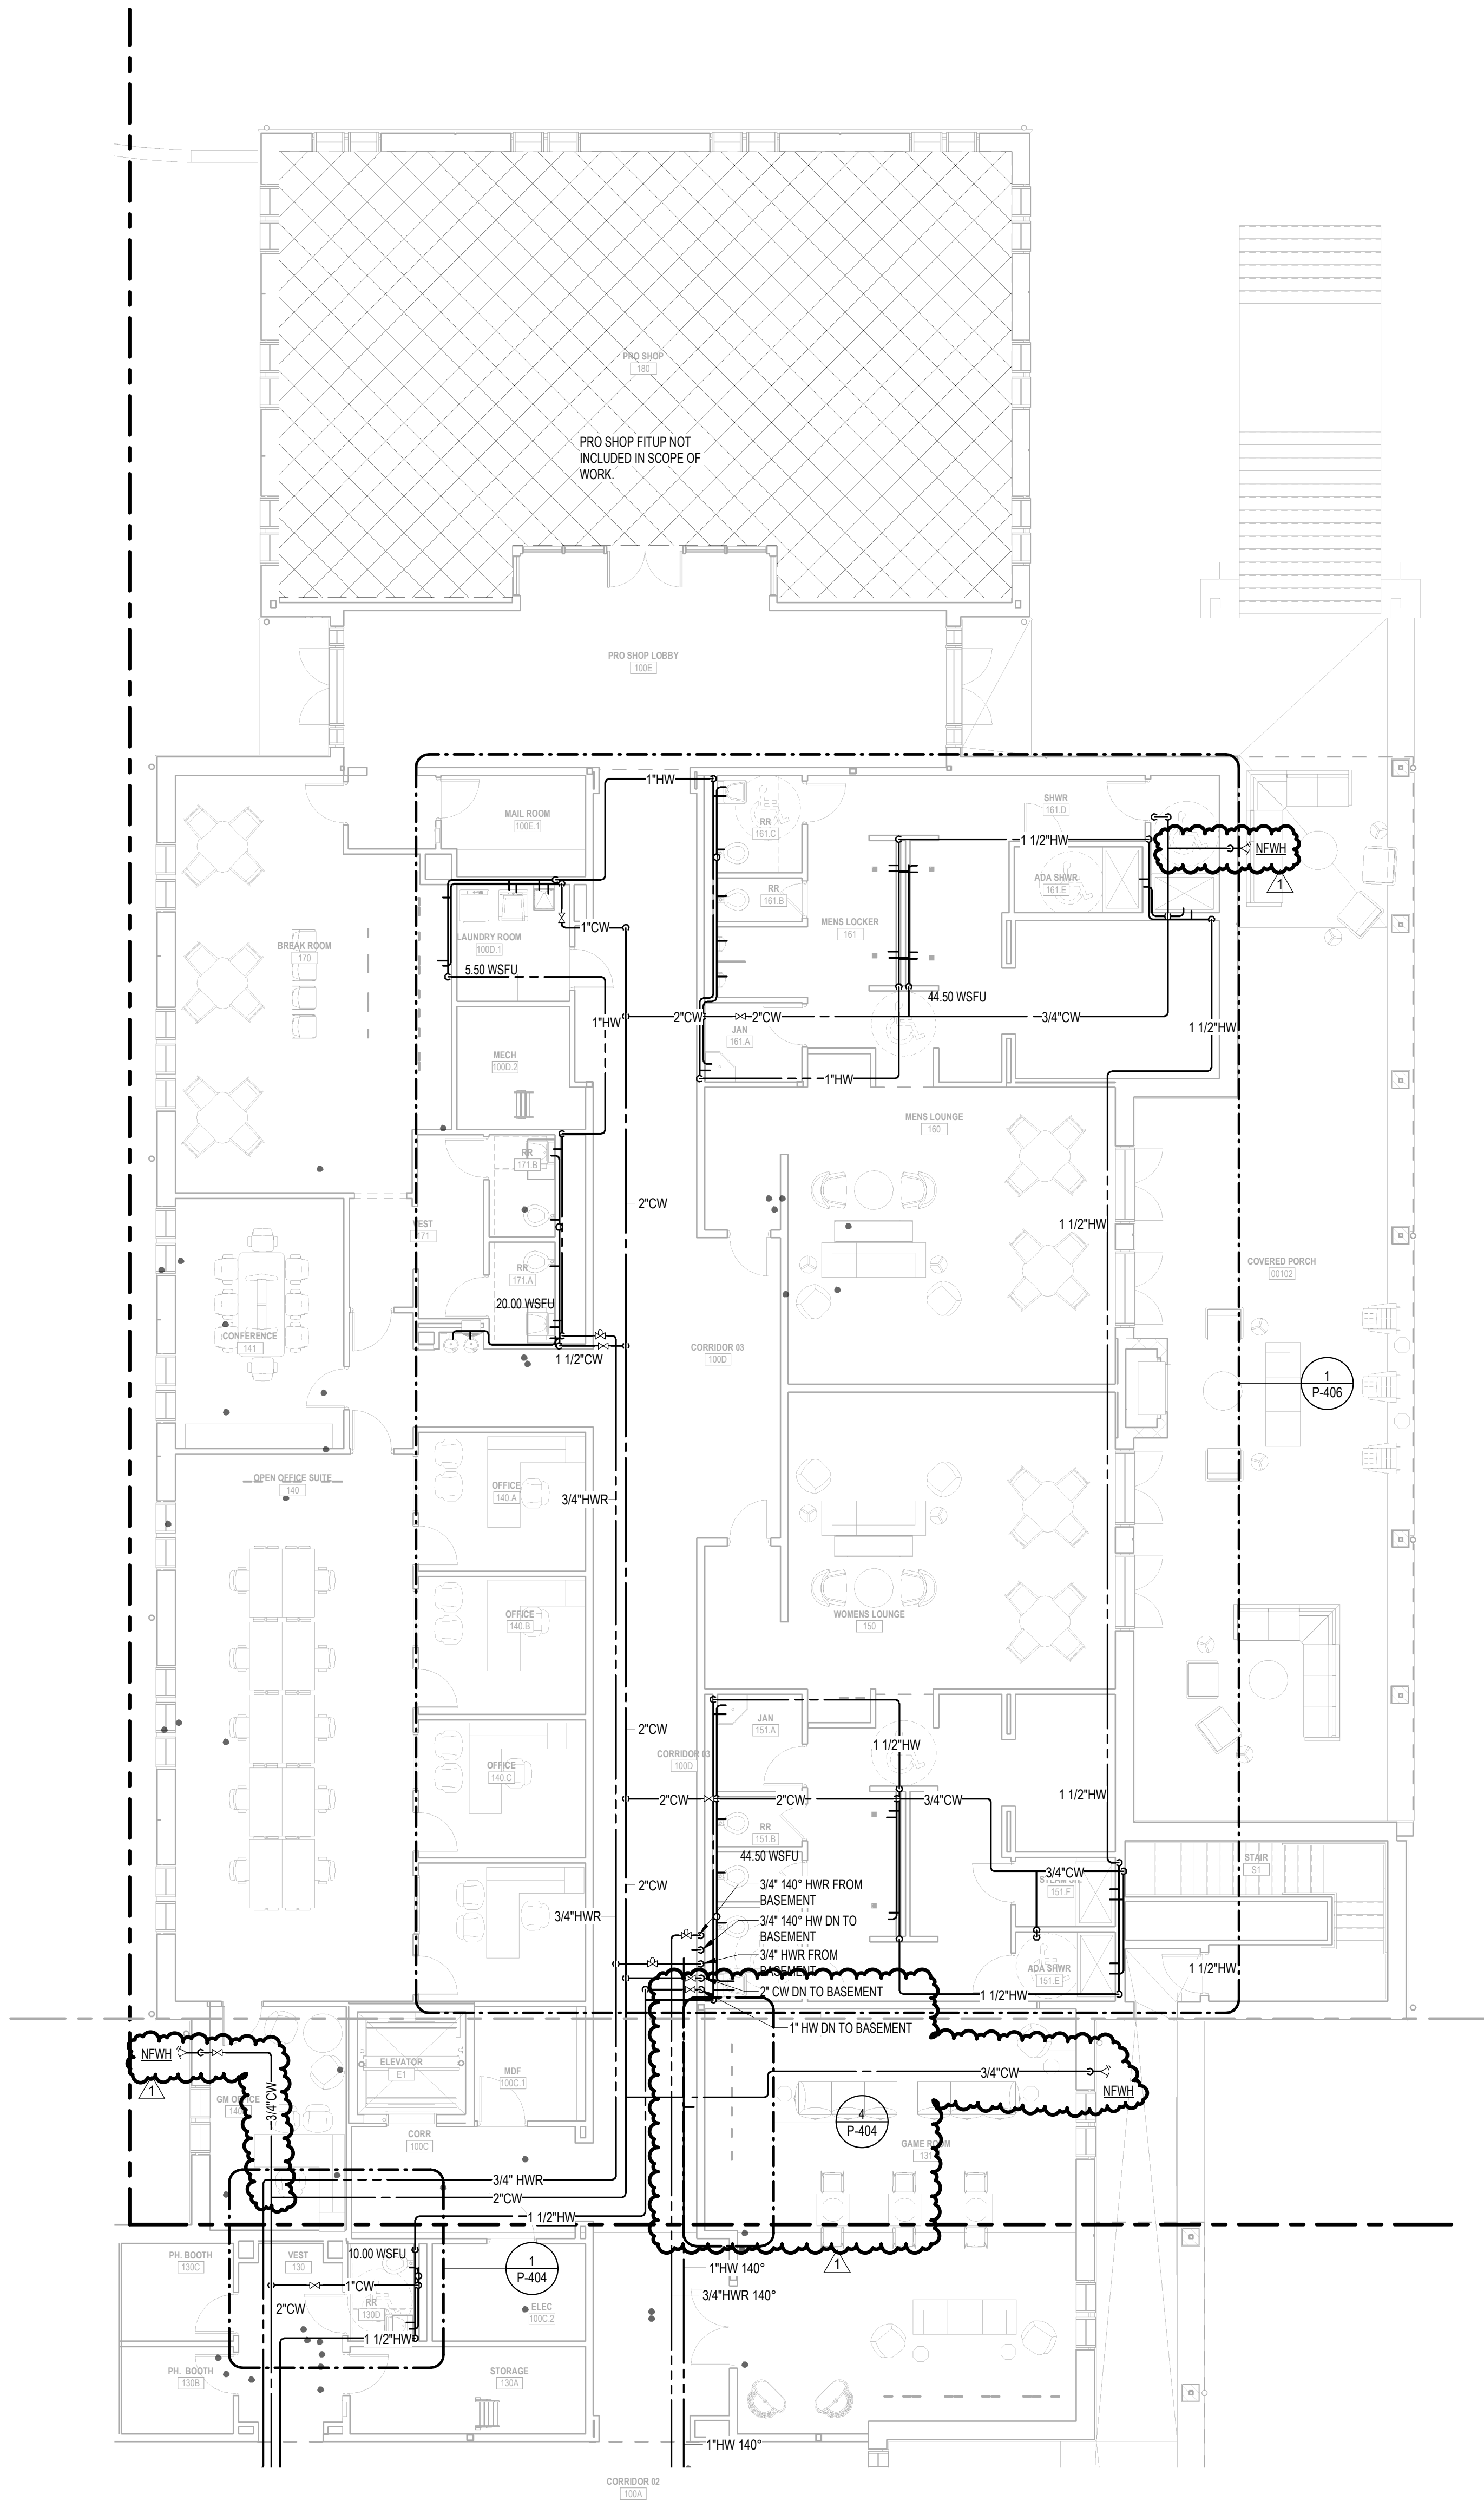 PRO SHOP
180
PRO SHOP FITUP NOT
INCLUDED IN SCOPE OF
WORK.
PRO SHOP LOBBY
100E
1"HW
MAIL ROOM
100E.1
RR
161.C
SHWR
161.D
1 1/2"HW
NFWH
1
ADA SHWR
161.E
RR
161.B
MENS LOCKER
161
BREAK ROOM
170
LAUNDRY ROOM
100D.1
1"CW
5.50 WSFU
44.50 WSFU
1"HW
2"CW
2"CW
3/4"CW
1 1/2"HW
JAN
161.A
MECH
100D.2
1"HW
MENS LOUNGE
160
RR
171.B
2"CW
VEST
171
1 1/2"HW
RR
171.A
COVERED PORCH
00102
20.00 WSFU
CONFERENCE
141
1 1/2"CW
CORRIDOR 03
100D
1
P-406
OPEN OFFICE SUITE
140
OFFICE
140.A
3/4"HWR
OFFICE
140.B
WOMENS LOUNGE
150
JAN
151.A
2"CW
1 1/2"HW
CORRIDOR 03
100D
OFFICE
140.C
2"CW
2"CW
3/4"CW
1 1/2"HW
RR
151.B
44.50 WSFU
STAIR
S1
3/4"CW
151.F
2"CW
3/4" 140° HWR FROM
BASEMENT
3/4"HWR
3/4" 140° HW DN TO
BASEMENT
3/4" HWR FROM
BASEMENT
ADA SHWR
151.E
1 1/2"HW
2" CW DN TO BASEMENT
1 1/2"HW
1" HW DN TO BASEMENT
NFWH
1
ELEVATOR
E1
MDF
100C.1
3/4"CW
NFWH
GM OFFICE
3/4"CW
4
P-404
CORR
100C
GAME ROOM
131
3/4" HWR
2"CW
1 1/2"HW
PH. BOOTH
130C
VEST
130
10.00 WSFU
1
P-404
1
1"HW 140°
3/4"HWR 140°
1"CW
RR
130D
2"CW
ELEC
100C.2
1 1/2"HW
PH. BOOTH
130B
STORAGE
130A
1"HW 140°
CORRIDOR 02
100A